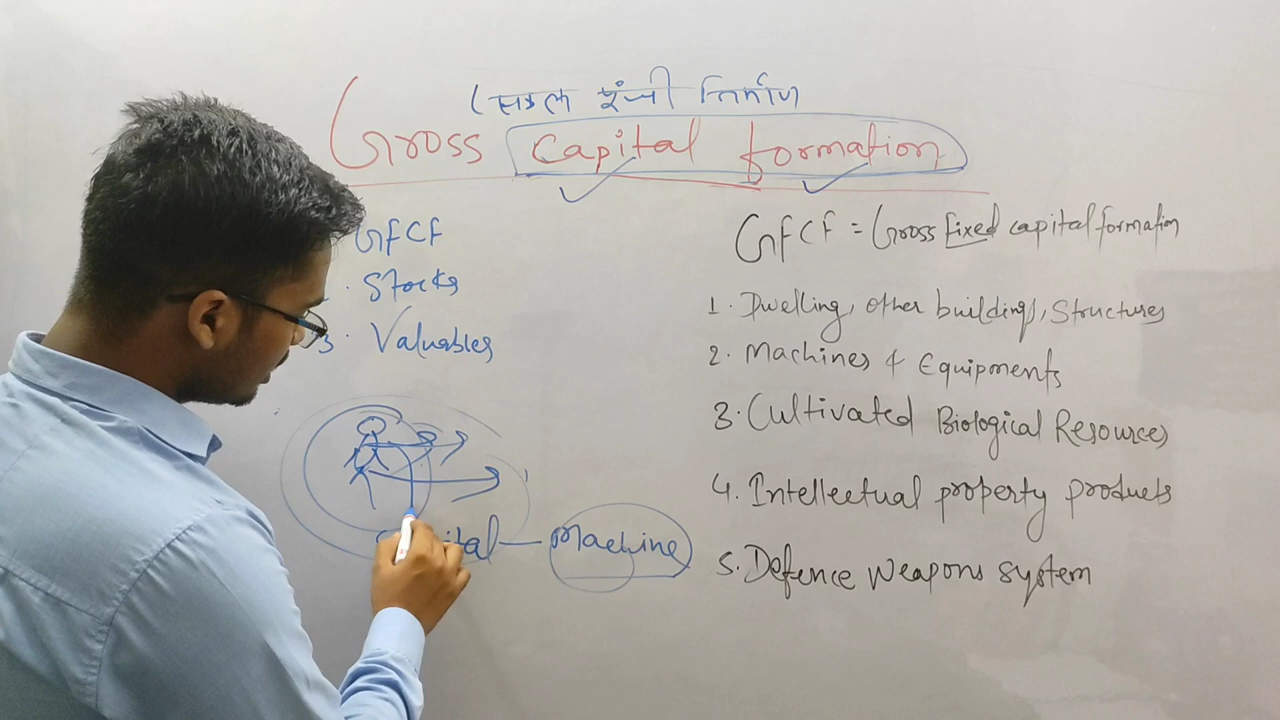 (सकल पूंजी निर्माण
Gross Capital formation
GFCF
. Stocks
3. Valuables
ital — Machine
GFCF = Gross fixed capital formation
1. Dwelling, other buildings, Structures
2. Machines & Equipments
3. Cultivated Biological Resources
4. Intellectual property products
5. Defence Weapons system